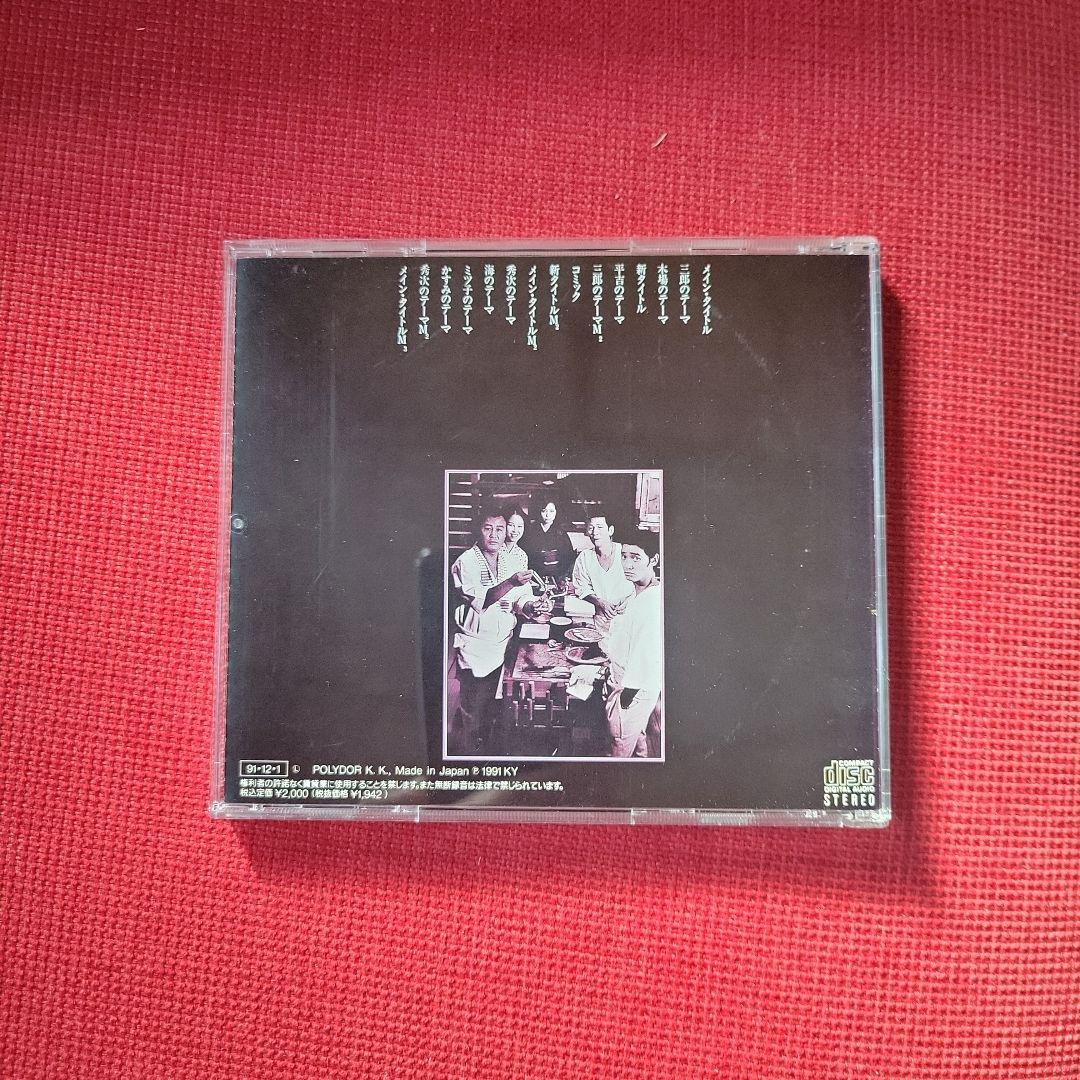 メイン・タイトル
三郎のテーマ
木場のテーマ
新タイトル
平吉のテーマ
三郎のテーマM2
コミック
新タイトルM2
メイン・タイトルM2
秀次のテーマ
海のテーマ
ミツ子のテーマ
かすみのテーマ
秀次のテーマM2
メイン・タイトルM3
91・12・1 Ⓛ POLYDOR K. K., Made in Japan ℗ 1991 KY
権利者の許諾なく賃貸業に使用することを禁じます。また無断録音は法律で禁じられています。
税込定価 ¥2,000 (税抜価格 ¥1,942)
COMPACT
disc
DIGITAL AUDIO
STEREO